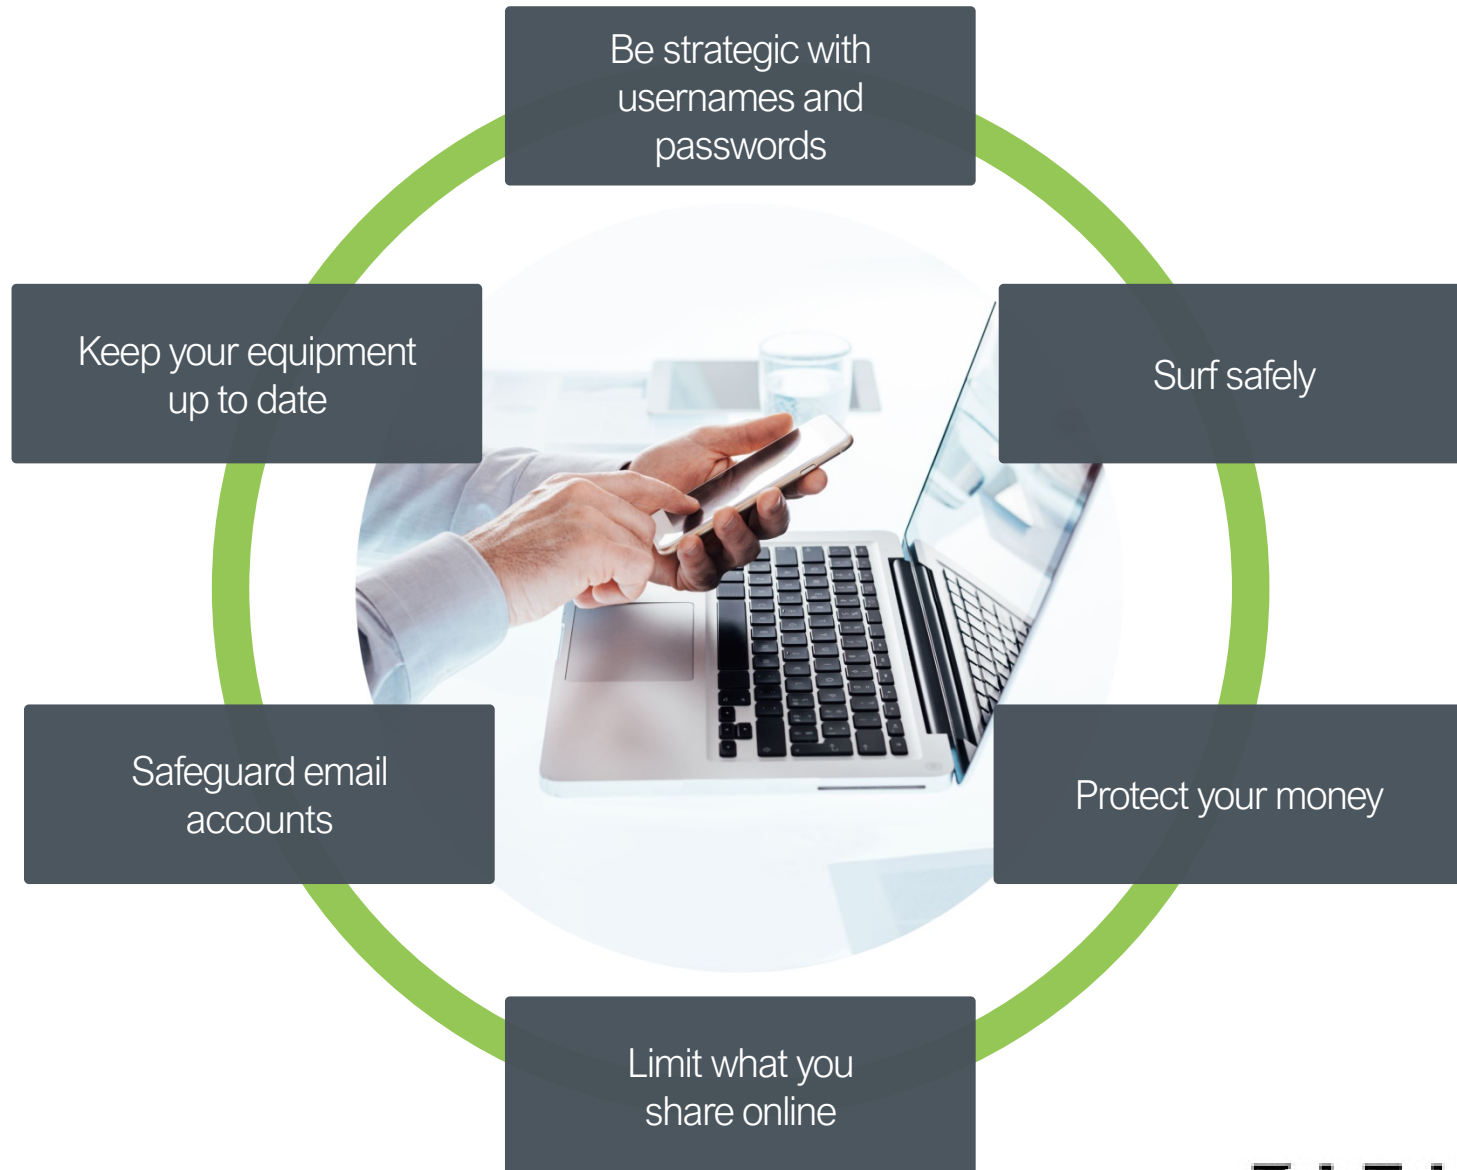 Be strategic with
usernames and
passwords
Keep your equipment
up to date
Surf safely
Safeguard email
accounts
Protect your money
Limit what you
share online